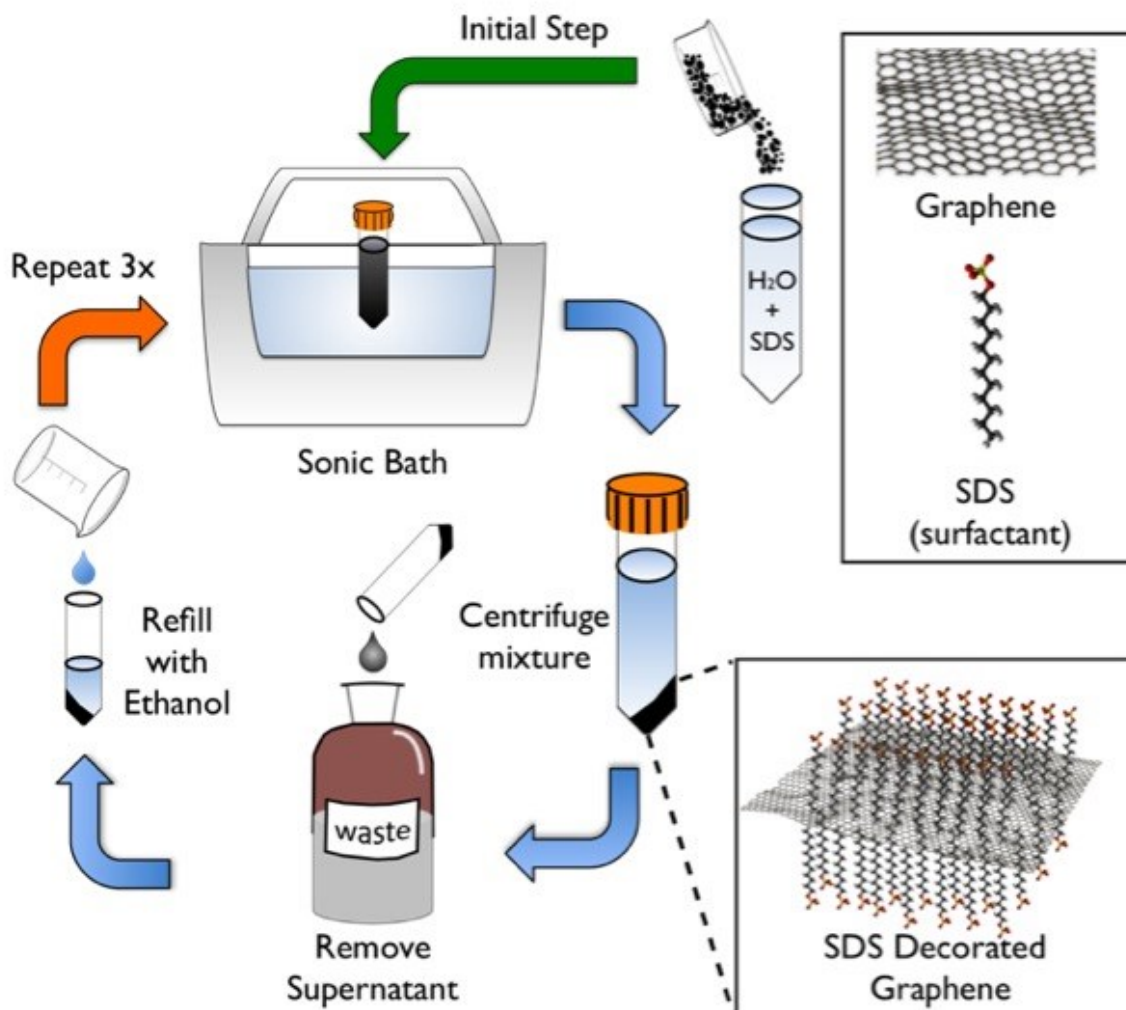 Initial Step
Graphene
H₂O
+
SDS
SDS
(surfactant)
Repeat 3x
Sonic Bath
Centrifuge
mixture
Refill
with
Ethanol
waste
Remove
Supernatant
SDS Decorated
Graphene